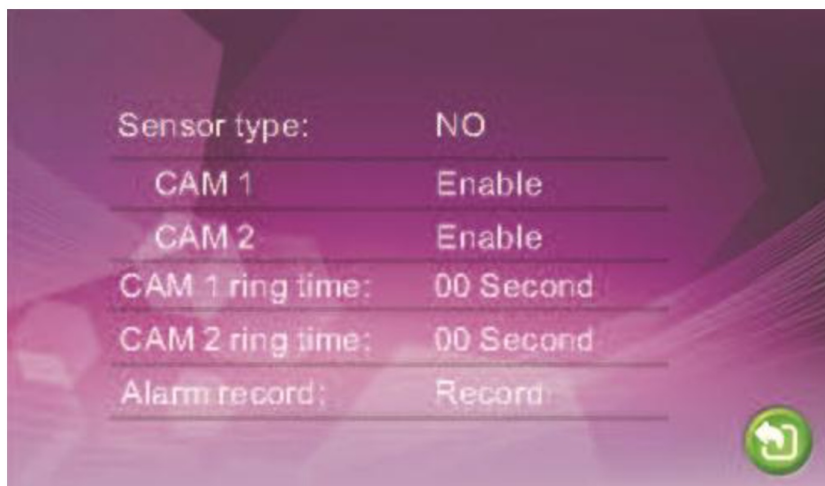 Sensor type: NO
CAM 1 Enable
CAM 2 Enable
CAM 1 ring time: 00 Second
CAM 2 ring time: 00 Second
Alarm record: Record